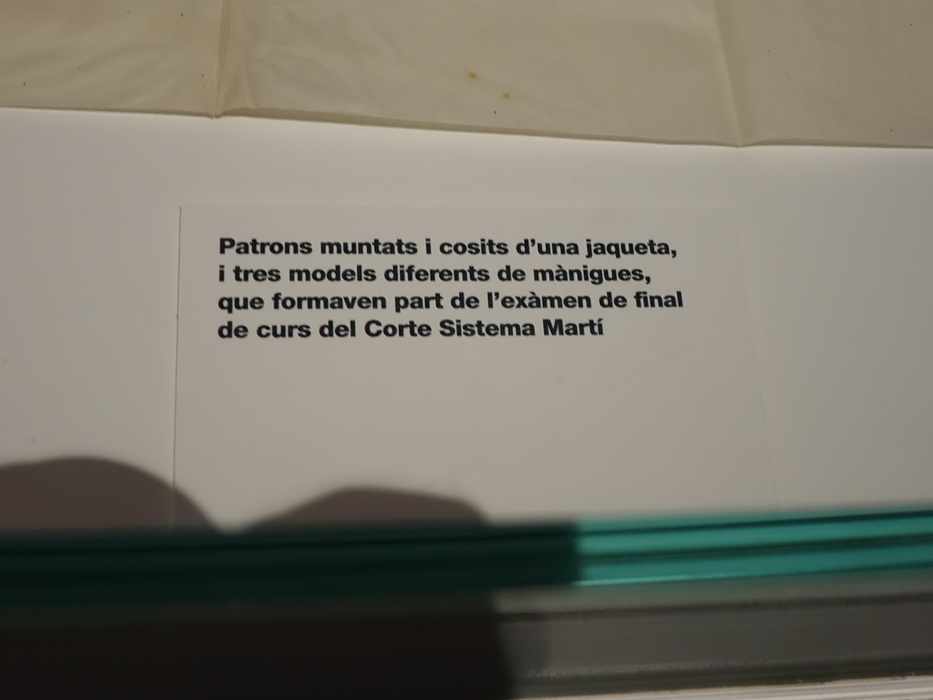 Patrons muntats i cosits d’una jaqueta,
i tres models diferents de mànigues,
que formaven part de l’exàmen de final
de curs del Corte Sistema Martí